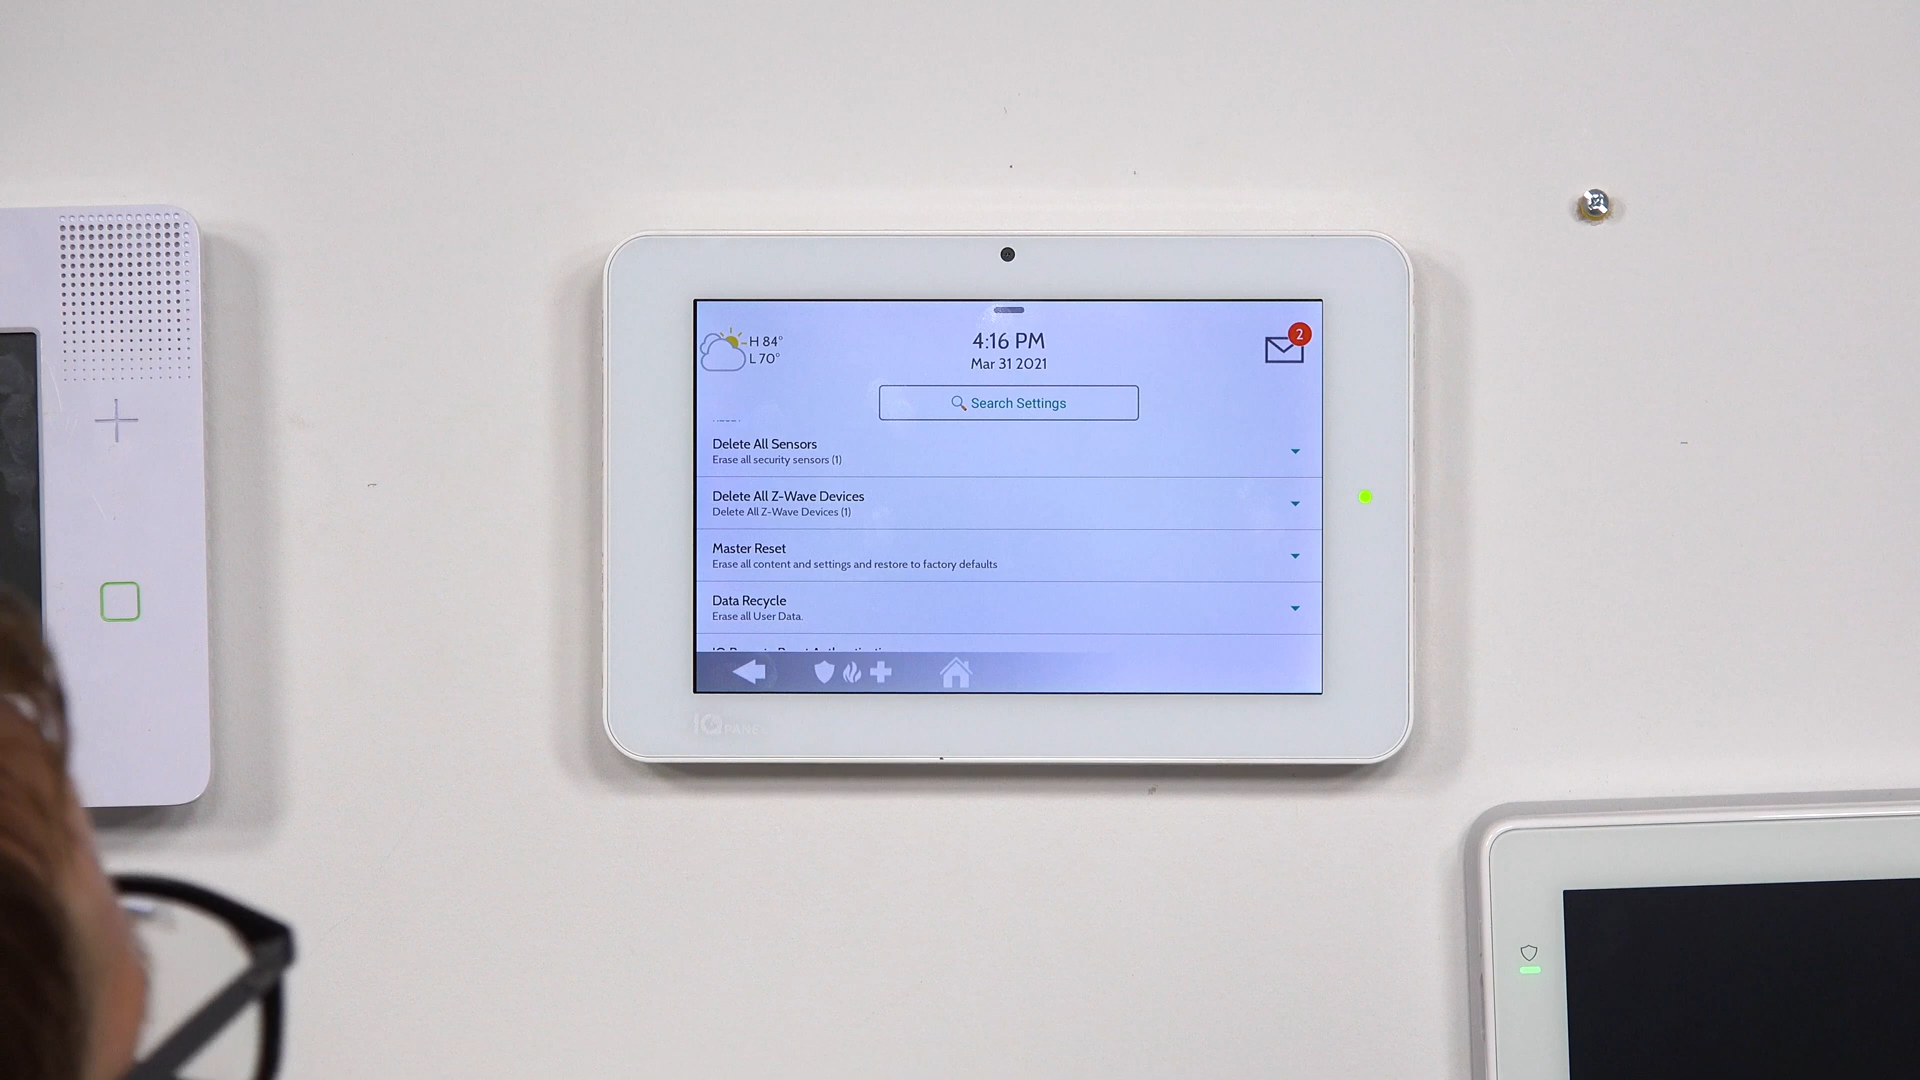 H 84°
L 70°
4:16 PM
Mar 31 2021
2
Search Settings
Delete All Sensors
Erase all security sensors (1)
Delete All Z-Wave Devices
Delete All Z-Wave Devices (1)
Master Reset
Erase all content and settings and restore to factory defaults
Data Recycle
Erase all User Data.
IQ PANEL